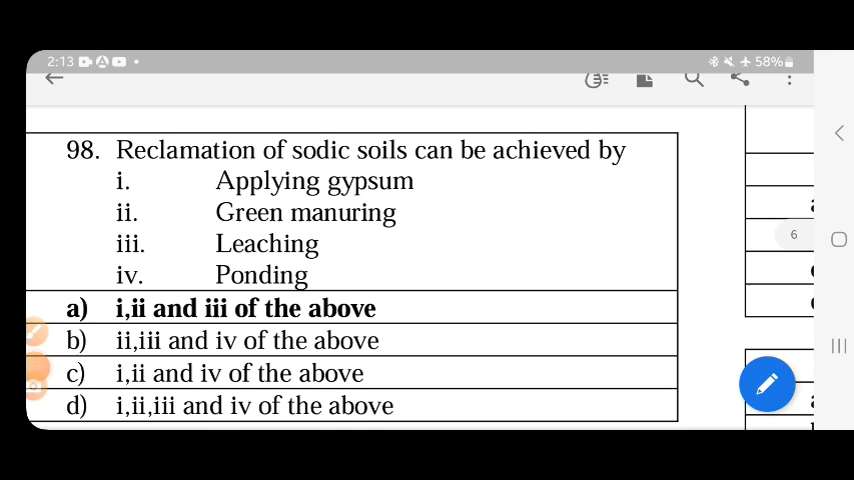 2:13 58%
98. Reclamation of sodic soils can be achieved by
i. Applying gypsum
ii. Green manuring
iii. Leaching
iv. Ponding
a) i,ii and iii of the above
b) ii,iii and iv of the above
c) i,ii and iv of the above
d) i,ii,iii and iv of the above
6